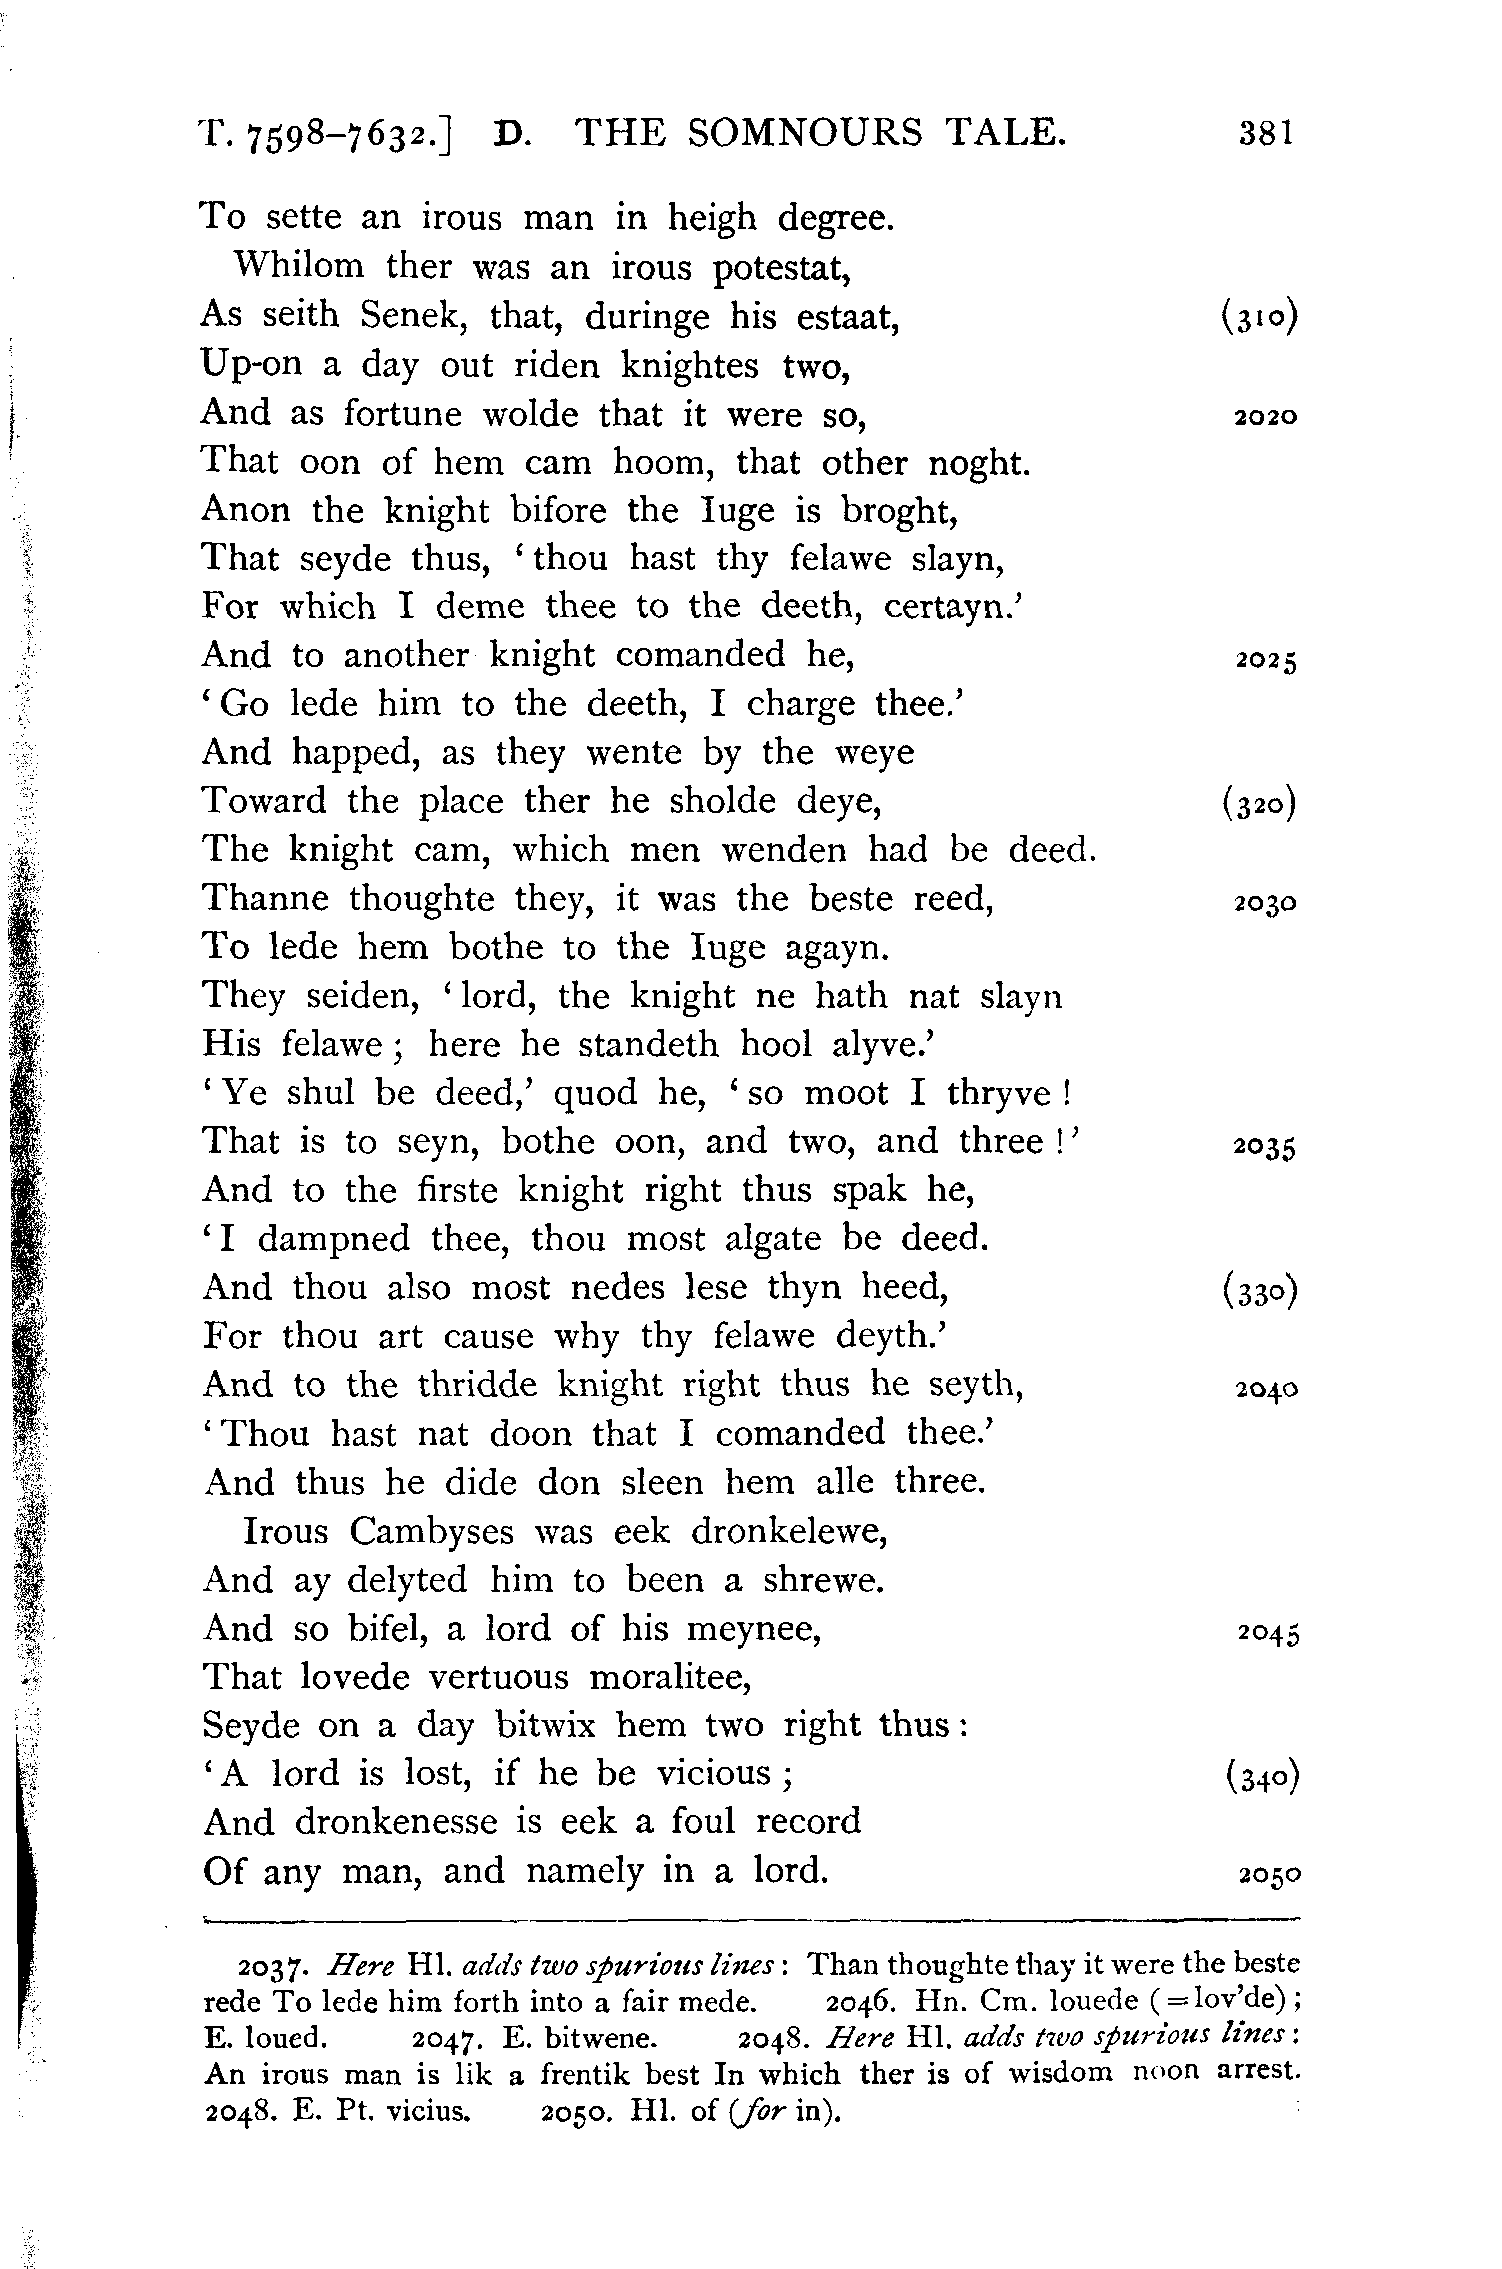 T. 7598–7632.] D. THE SOMNOURS TALE. 381
To sette an irous man in heigh degree.
Whilom ther was an irous potestat,
As seith Senek, that, duringe his estaat, (310)
Up-on a day out riden knightes two,
And as fortune wolde that it were so, 2020
That oon of hem cam hoom, that other noght.
Anon the knight bifore the Iuge is broght,
That seyde thus, ‘thou hast thy felawe slayn,
For which I deme thee to the deeth, certayn.’
And to another knight comanded he, 2025
‘Go lede him to the deeth, I charge thee.’
And happed, as they wente by the weye
Toward the place ther he sholde deye, (320)
The knight cam, which men wenden had be deed.
Thanne thoughte they, it was the beste reed, 2030
To lede hem bothe to the Iuge agayn.
They seiden, ‘lord, the knight ne hath nat slayn
His felawe; here he standeth hool alyve.’
‘Ye shul be deed,’ quod he, ‘so moot I thryve!
That is to seyn, bothe oon, and two, and three!’ 2035
And to the firste knight right thus spak he,
‘I dampned thee, thou most algate be deed.
And thou also most nedes lese thyn heed, (330)
For thou art cause why thy felawe deyth.’
And to the thridde knight right thus he seyth, 2040
‘Thou hast nat doon that I comanded thee.’
And thus he dide don sleen hem alle three.
Irous Cambyses was eek dronkelewe,
And ay delyted him to been a shrewe.
And so bifel, a lord of his meynee, 2045
That lovede vertuous moralitee,
Seyde on a day bitwix hem two right thus:
‘A lord is lost, if he be vicious; (340)
And dronkenesse is eek a foul record
Of any man, and namely in a lord. 2050
2037. Here Hl. adds two spurious lines: Than thoughte thay it were the beste
rede To lede him forth into a fair mede. 2046. Hn. Cm. louede (=lov’de);
E. loued. 2047. E. bitwene. 2048. Here Hl. adds two spurious lines:
An irous man is lik a frentik best In which ther is of wisdom noon arrest.
2048. E. Pt. vicius. 2050. Hl. of (for in).